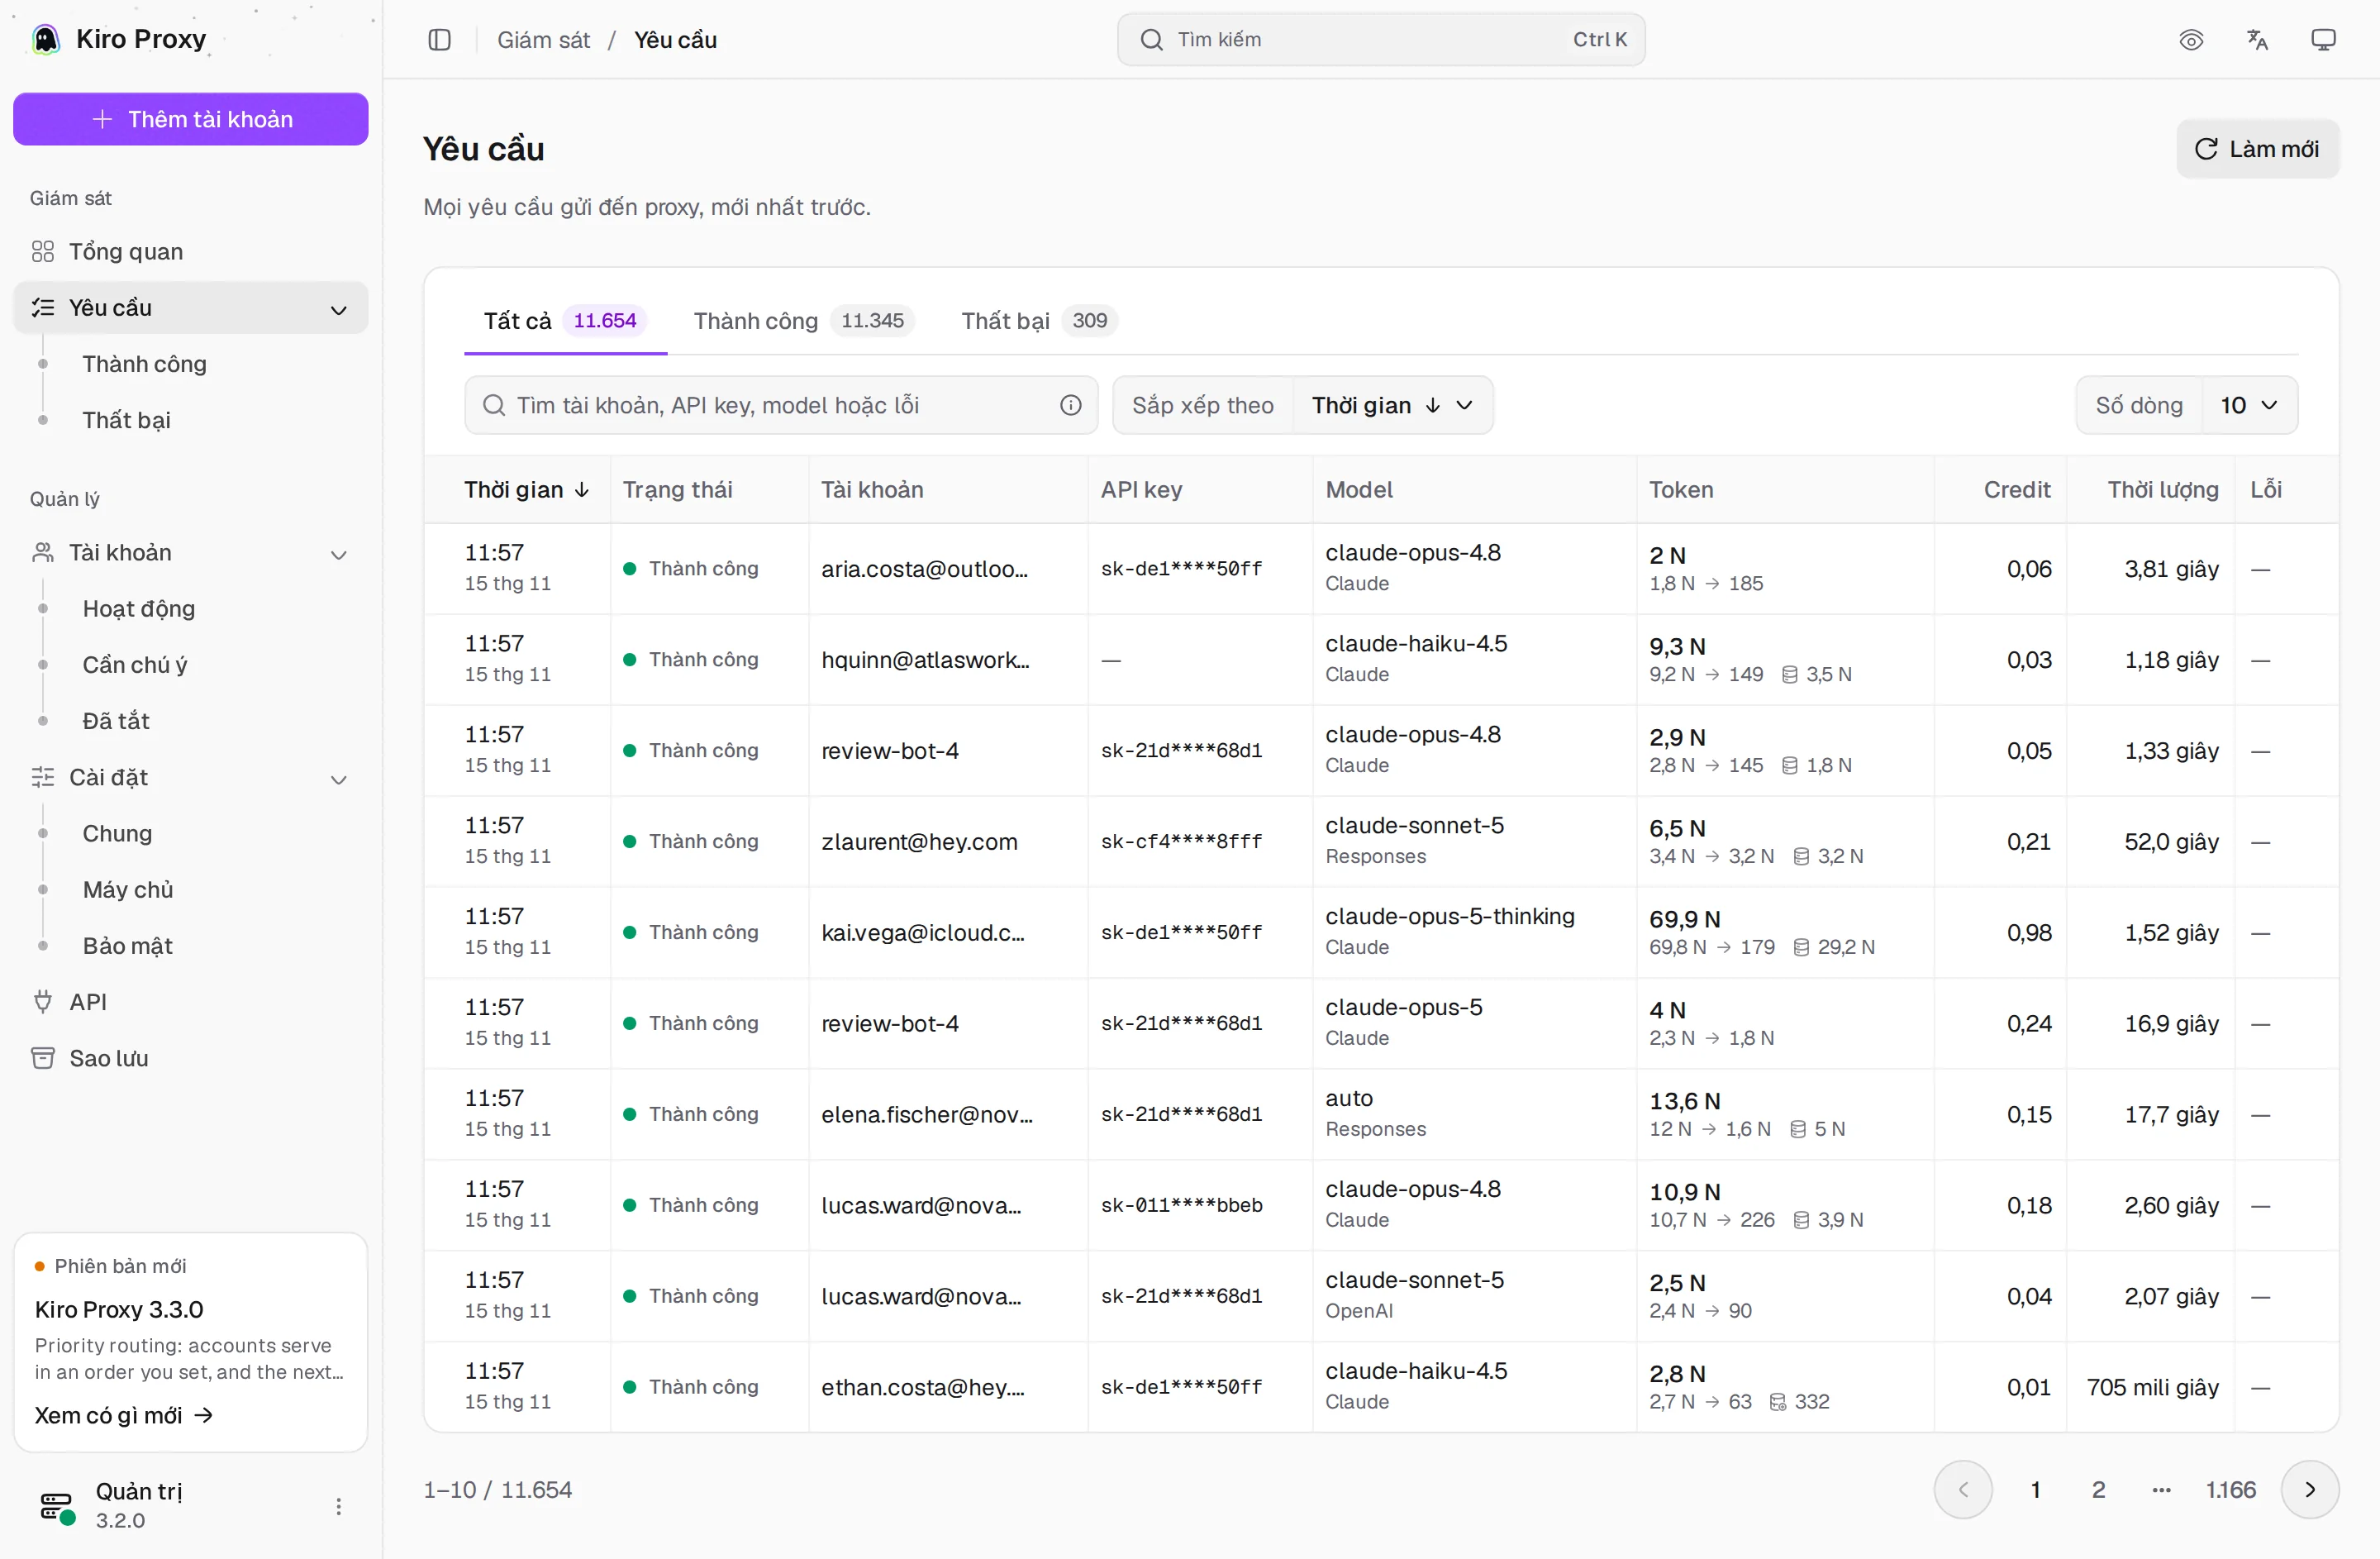 Kiro Proxy
Thêm tài khoản
Giám sát
Tổng quan
Yêu cầu
Thành công
Thất bại
Quản lý
Tài khoản
Hoạt động
Cần chú ý
Đã tắt
Cài đặt
Chung
Máy chủ
Bảo mật
API
Sao lưu
Phiên bản mới
Kiro Proxy 3.3.0
Priority routing: accounts serve
in an order you set, and the next...
Xem có gì mới →
Quản trị
3.2.0
Giám sát / Yêu cầu
Tìm kiếm Ctrl K
Yêu cầu
Làm mới
Mọi yêu cầu gửi đến proxy, mới nhất trước.
Tất cả 11.654 Thành công 11.345 Thất bại 309
Tìm tài khoản, API key, model hoặc lỗi Sắp xếp theo Thời gian ↓ Số dòng 10
Thời gian ↓ Trạng thái Tài khoản API key Model Token Credit Thời lượng Lỗi
11:57 Thành công aria.costa@outloo... sk-de1****50ff claude-opus-4.8 2 N 0,06 3,81 giây —
15 thg 11 Claude 1,8 N → 185
11:57 Thành công hquinn@atlaswork... — claude-haiku-4.5 9,3 N 0,03 1,18 giây —
15 thg 11 Claude 9,2 N → 149 3,5 N
11:57 Thành công review-bot-4 sk-21d****68d1 claude-opus-4.8 2,9 N 0,05 1,33 giây —
15 thg 11 Claude 2,8 N → 145 1,8 N
11:57 Thành công zlaurent@hey.com sk-cf4****8fff claude-sonnet-5 6,5 N 0,21 52,0 giây —
15 thg 11 Responses 3,4 N → 3,2 N 3,2 N
11:57 Thành công kai.vega@icloud.c... sk-de1****50ff claude-opus-5-thinking 69,9 N 0,98 1,52 giây —
15 thg 11 Claude 69,8 N → 179 29,2 N
11:57 Thành công review-bot-4 sk-21d****68d1 claude-opus-5 4 N 0,24 16,9 giây —
15 thg 11 Claude 2,3 N → 1,8 N
11:57 Thành công elena.fischer@nov... sk-21d****68d1 auto 13,6 N 0,15 17,7 giây —
15 thg 11 Responses 12 N → 1,6 N 5 N
11:57 Thành công lucas.ward@nova... sk-011****bbeb claude-opus-4.8 10,9 N 0,18 2,60 giây —
15 thg 11 Claude 10,7 N → 226 3,9 N
11:57 Thành công lucas.ward@nova... sk-21d****68d1 claude-sonnet-5 2,5 N 0,04 2,07 giây —
15 thg 11 OpenAI 2,4 N → 90
11:57 Thành công ethan.costa@hey.... sk-de1****50ff claude-haiku-4.5 2,8 N 0,01 705 mili giây —
15 thg 11 Claude 2,7 N → 63 332
1–10 / 11.654 1 2 ... 1.166